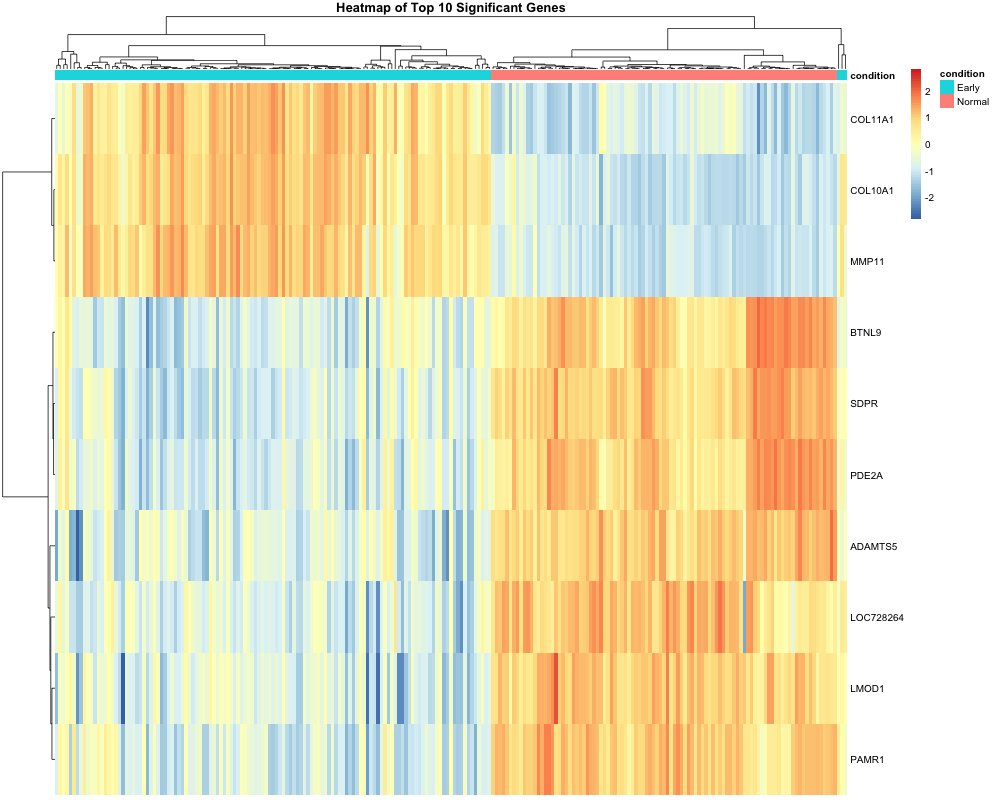 Heatmap of Top 10 Significant Genes
condition
COL11A1
COL10A1
MMP11
BTNL9
SDPR
PDE2A
ADAMTS5
LOC728264
LMOD1
PAMR1
2
1
0
-1
-2
condition
Early
Normal